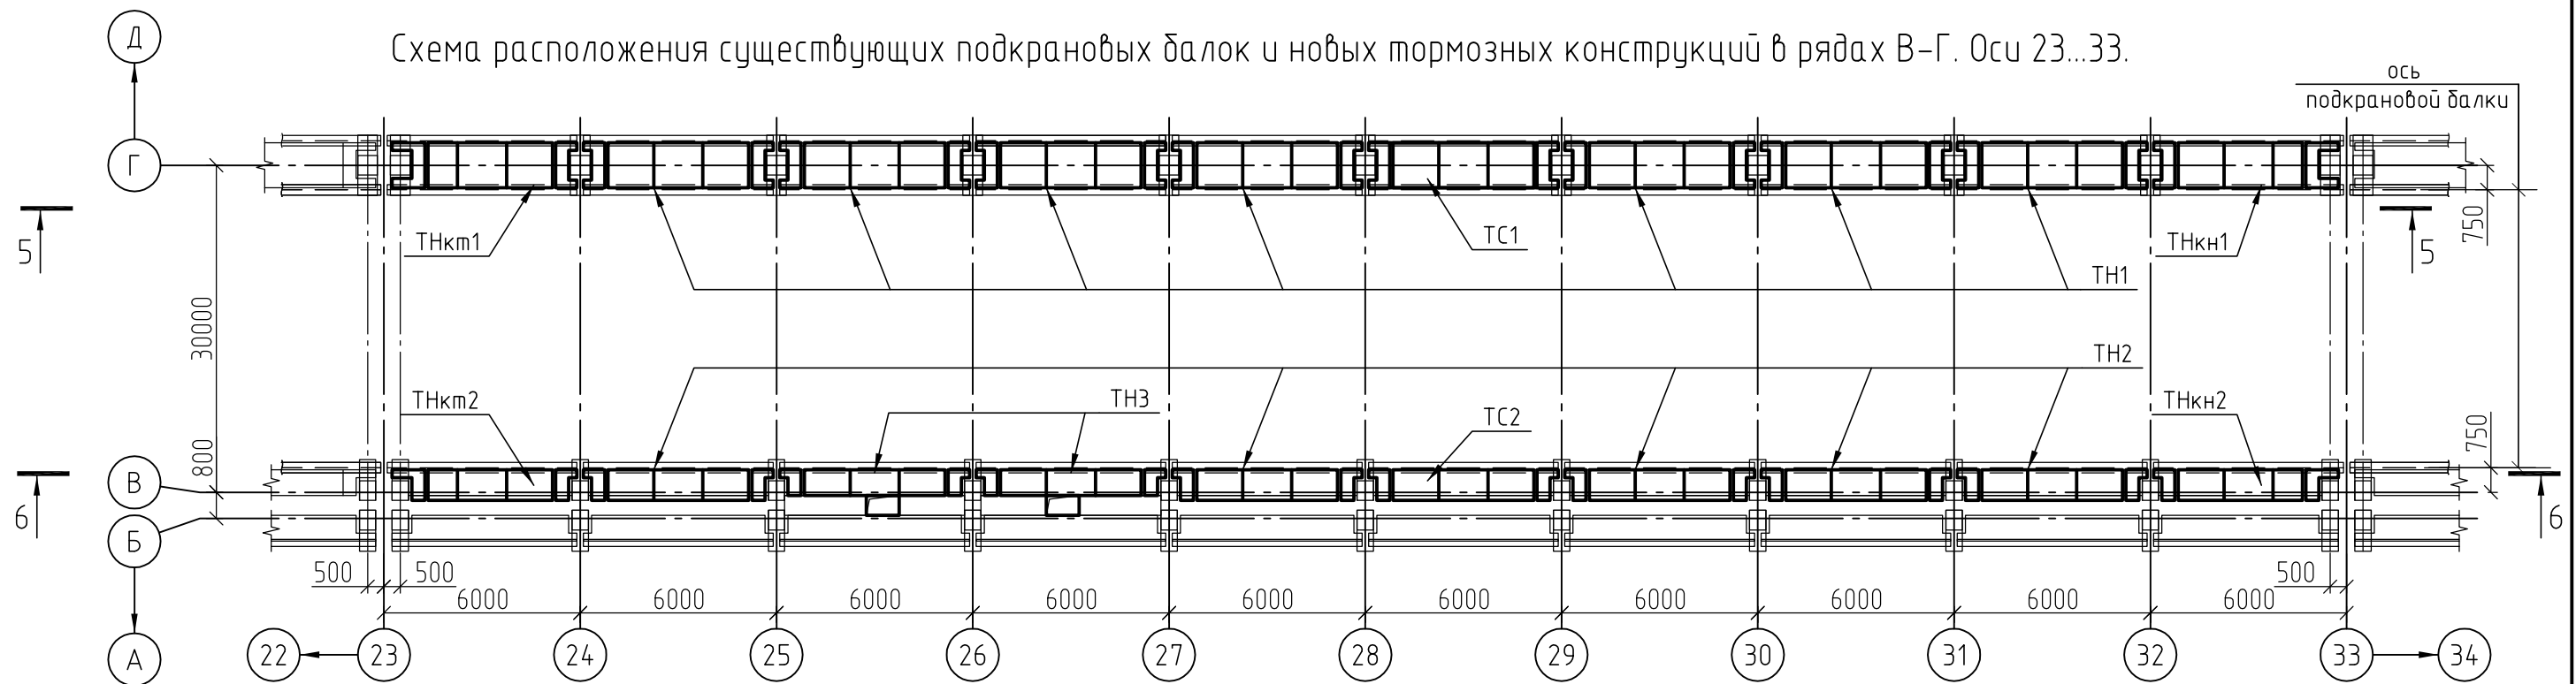 Д
Схема расположения существующих подкрановых балок и новых тормозных конструкций в рядах В-Г. Оси 23...33.
ось
подкрановой балки
Г
5
ТНкт1
ТС1
ТНкн1
750
5
ТН1
30000
ТН2
ТНкт2
ТН3
ТС2
ТНкн2
800
750
В
6
Б
6
500
500
500
6000
6000
6000
6000
6000
6000
6000
6000
6000
6000
А
22
23
24
25
26
27
28
29
30
31
32
33
34